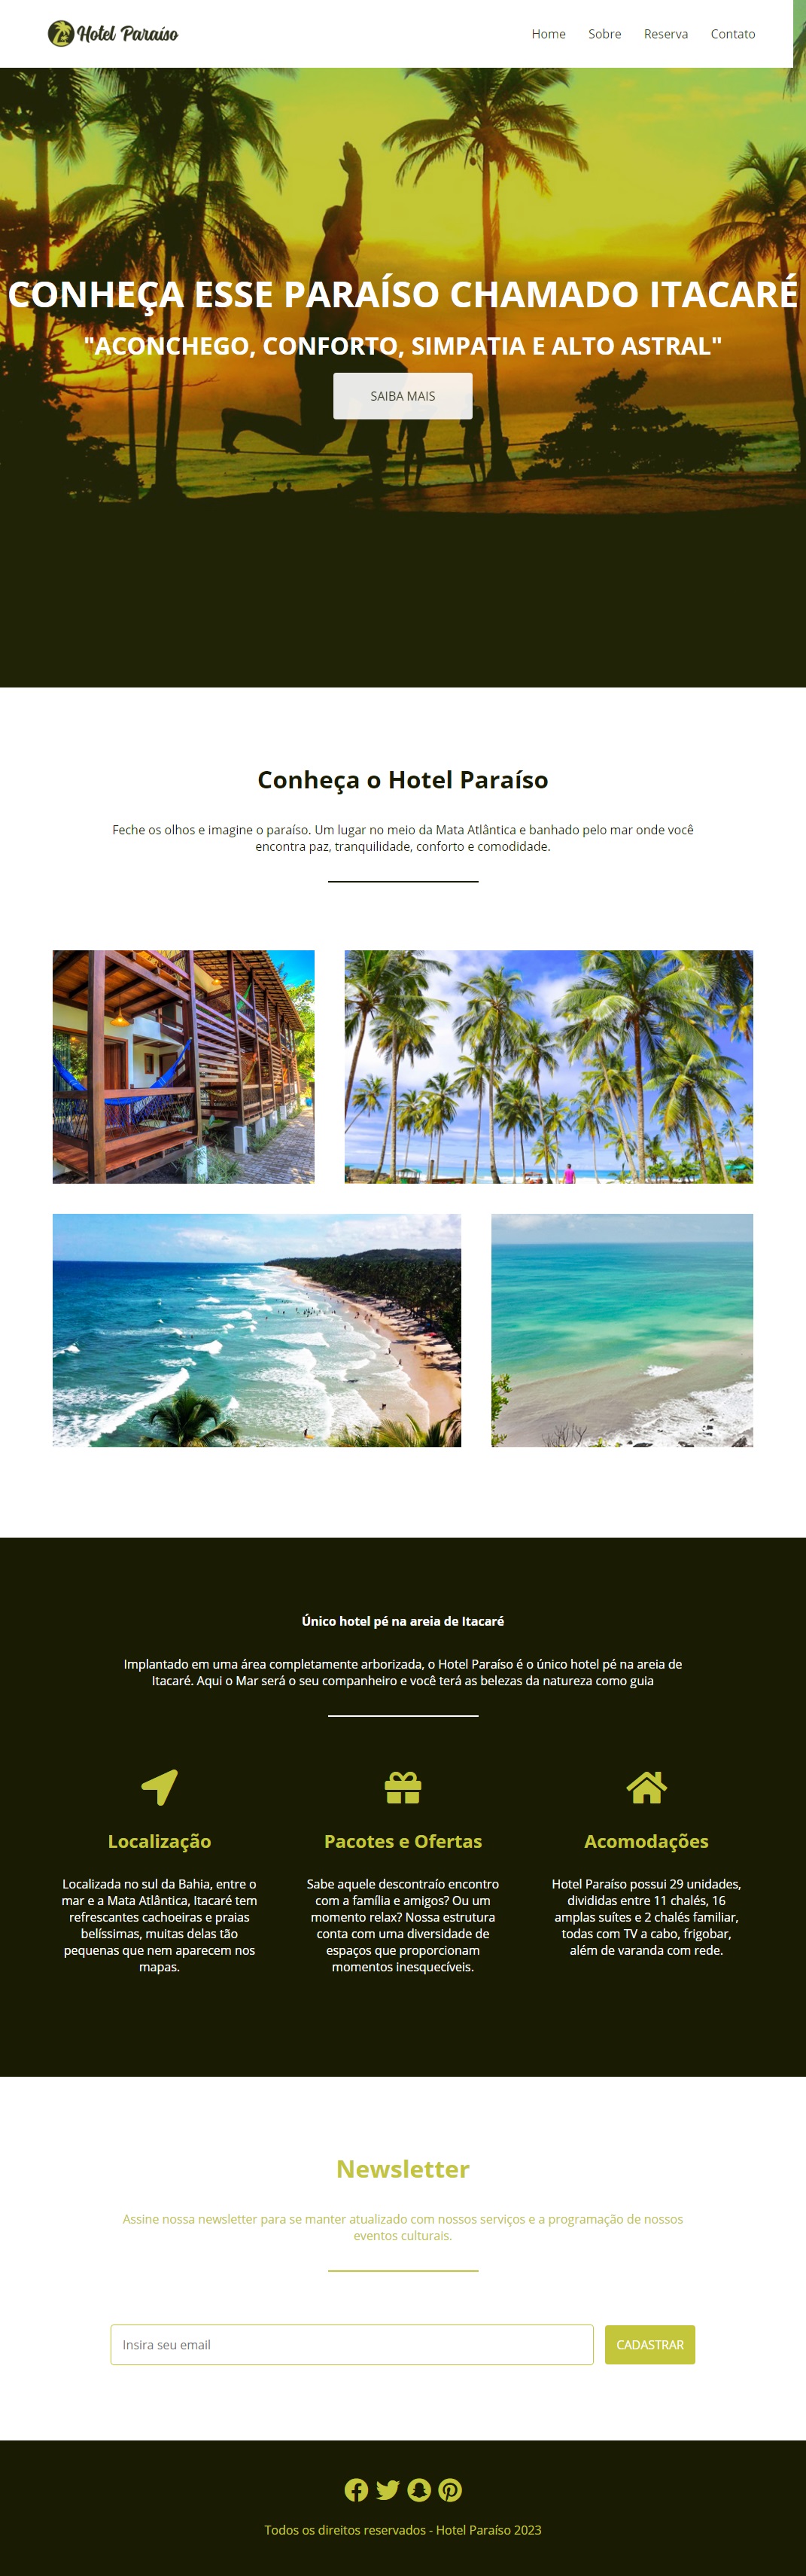 Hotel Paraíso
Home Sobre Reserva Contato
CONHEÇA ESSE PARAÍSO CHAMADO ITACARÉ
"ACONCHEGO, CONFORTO, SIMPATIA E ALTO ASTRAL"
SAIBA MAIS
Conheça o Hotel Paraíso
Feche os olhos e imagine o paraíso. Um lugar no meio da Mata Atlântica e banhado pelo mar onde você
encontra paz, tranquilidade, conforto e comodidade.
Único hotel pé na areia de Itacaré
Implantado em uma área completamente arborizada, o Hotel Paraíso é o único hotel pé na areia de
Itacaré. Aqui o Mar será o seu companheiro e você terá as belezas da natureza como guia
Localização
Localizada no sul da Bahia, entre o
mar e a Mata Atlântica, Itacaré tem
refrescantes cachoeiras e praias
belíssimas, muitas delas tão
pequenas que nem aparecem nos
mapas.
Pacotes e Ofertas
Sabe aquele descontraío encontro
com a família e amigos? Ou um
momento relax? Nossa estrutura
conta com uma diversidade de
espaços que proporcionam
momentos inesquecíveis.
Acomodações
Hotel Paraíso possui 29 unidades,
divididas entre 11 chalés, 16
amplas suítes e 2 chalés familiar,
todas com TV a cabo, frigobar,
além de varanda com rede.
Newsletter
Assine nossa newsletter para se manter atualizado com nossos serviços e a programação de nossos
eventos culturais.
Insira seu email
CADASTRAR
Todos os direitos reservados - Hotel Paraíso 2023